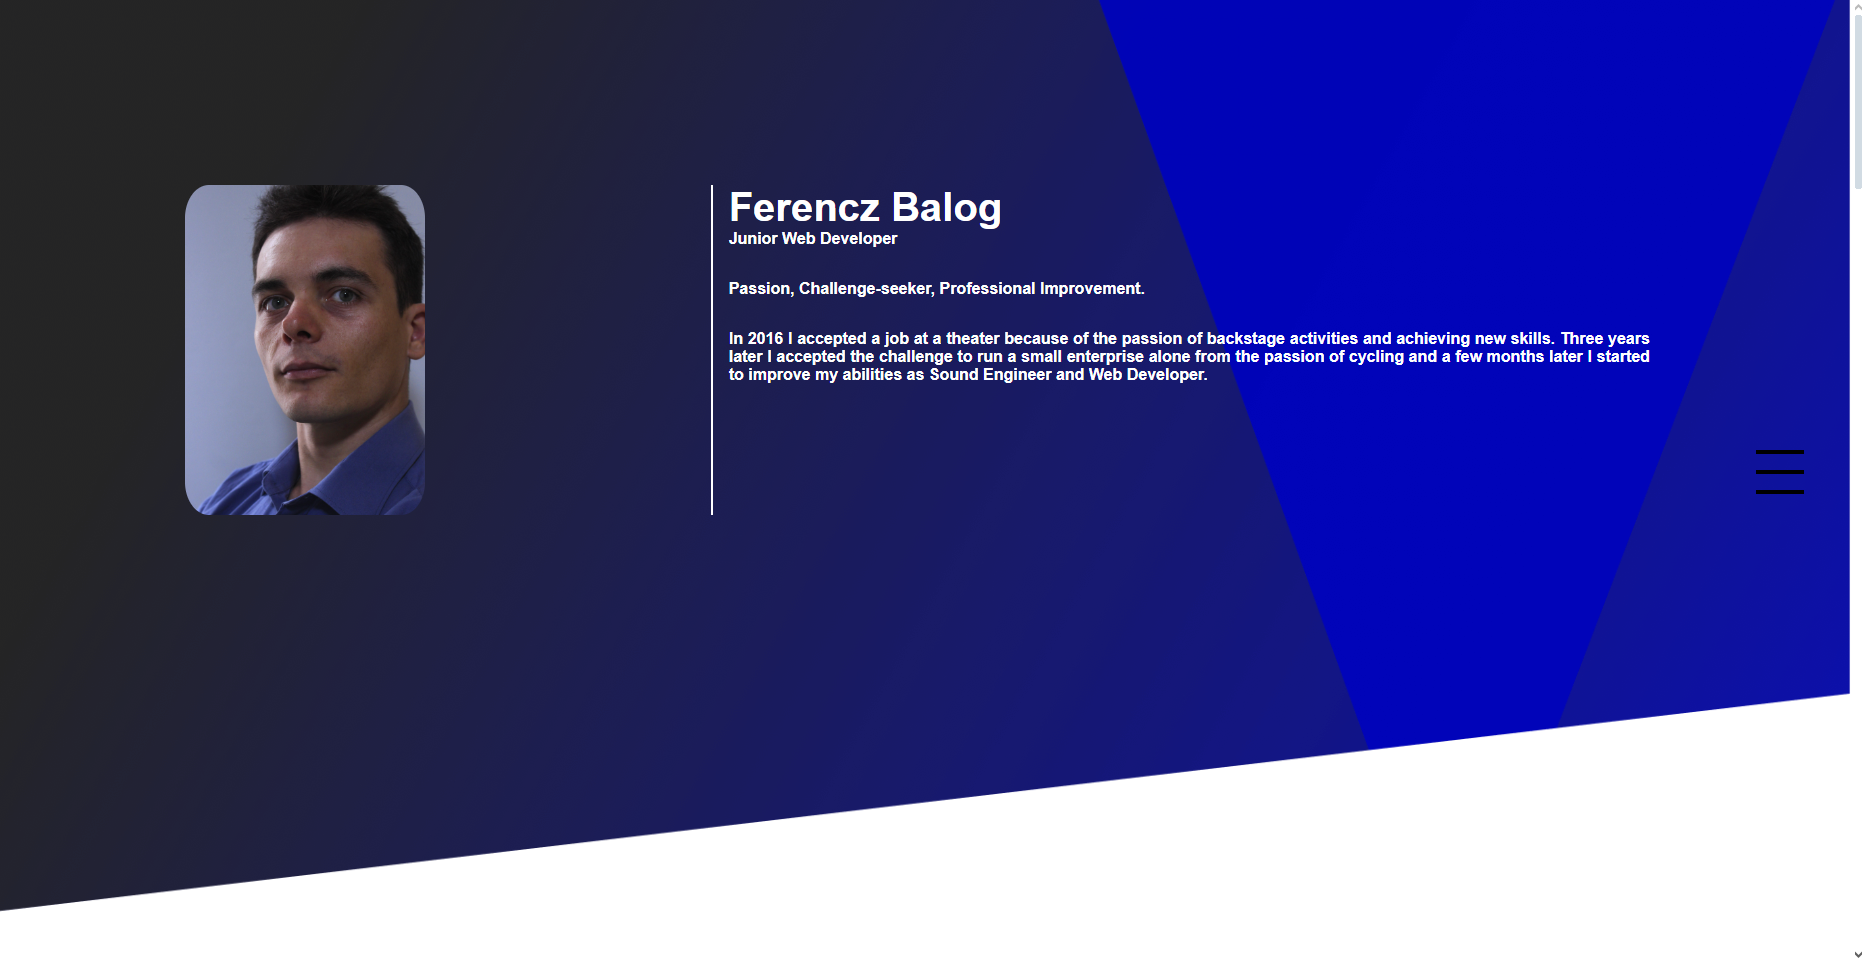 Ferencz Balog
Junior Web Developer
Passion, Challenge-seeker, Professional Improvement.
In 2016 I accepted a job at a theater because of the passion of backstage activities and achieving new skills. Three years
later I accepted the challenge to run a small enterprise alone from the passion of cycling and a few months later I started
to improve my abilities as Sound Engineer and Web Developer.